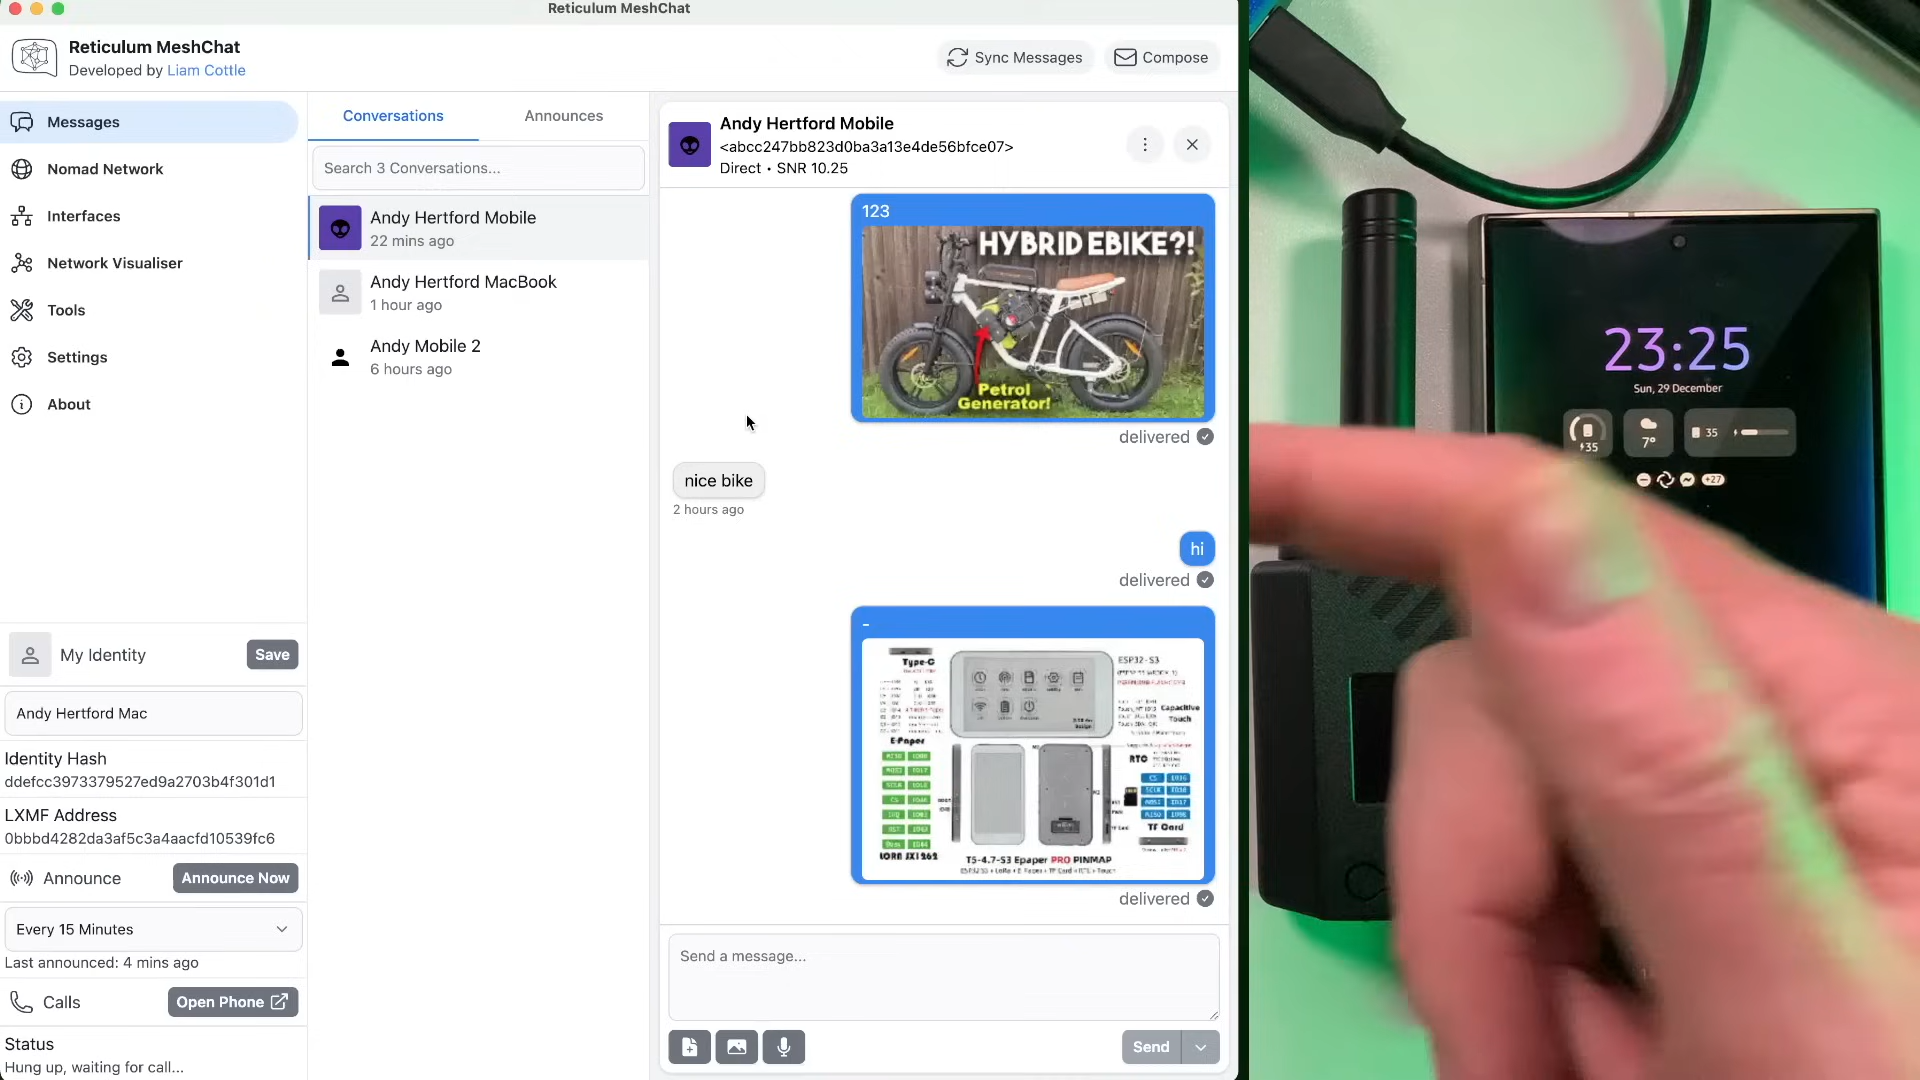 Reticulum MeshChat
Reticulum MeshChat
Developed by Liam Cottle
Sync Messages
Compose
Messages
Nomad Network
Interfaces
Network Visualiser
Tools
Settings
About
My Identity
Save
Andy Hertford Mac
Identity Hash
ddefcc3973379527ed9a2703b4f301d1
LXMF Address
0bbbd4282da3af5c3a4aacfd10539fc6
Announce
Announce Now
Every 15 Minutes
Last announced: 4 mins ago
Calls
Open Phone
Status
Hung up, waiting for call...
Conversations
Announces
Search 3 Conversations...
Andy Hertford Mobile
22 mins ago
Andy Hertford MacBook
1 hour ago
Andy Mobile 2
6 hours ago
Andy Hertford Mobile
<abcc247bb823d0ba3a13e4de56bfce07>
Direct • SNR 10.25
123
HYBRID EBIKE?!
Petrol
Generator!
delivered
nice bike
2 hours ago
hi
delivered
-
Type-C
ESP32-S3
Capacitive
Touch
E-Paper
RTC
TF Card
LORA SX1262
T5-4.7-S3 Epaper PRO PINMAP
delivered
Send a message...
Send
23:25
Sun, 29 December
35
7°
35
+27